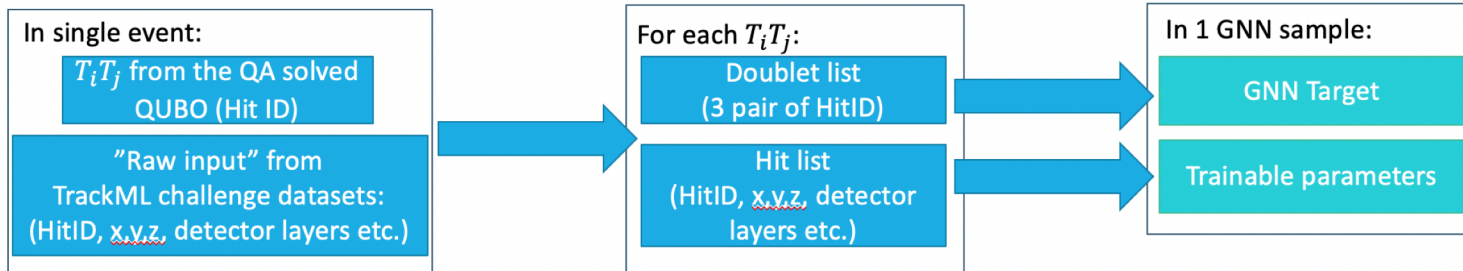 In single event:
T_iT_j from the QA solved
QUBO (Hit ID)
”Raw input” from
TrackML challenge datasets:
(HitID, x,y,z, detector layers etc.)
For each T_iT_j:
Doublet list
(3 pair of HitID)
Hit list
(HitID, x,y,z, detector
layers etc.)
In 1 GNN sample:
GNN Target
Trainable parameters